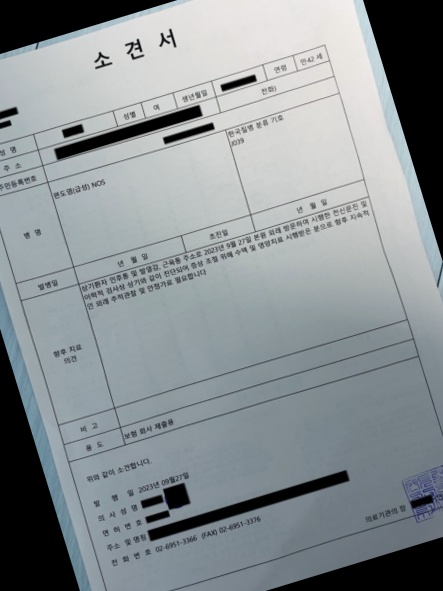 소 견 서
성 명
성별 여 생년월일
연령 만42 세
주 소
전화)
주민등록번호
병 명
편도염(급성) NOS
한국질병 분류 기호
J039
발병일
년 월 일
초진일
년 월 일
향후 치료
의견
상기환자 인후통 및 발열감, 근육통 주소로 2023년 9월 27일 본원 외래 방문하여 시행한 전신문진 및
이학적 검사상 상기와 같이 진단되어 증상 조절 위해 수액 및 영양치료 시행받은 분으로 향후 지속적
인 외래 추적관찰 및 안정가료 필요합니다
비 고
용 도
보험 회사 제출용
위와 같이 소견합니다.
발 행 일 2023년 09월27일
의 사 성 명
면 허 번 호
주소 및 명칭
전 화 번 호 02-6951-3366 (FAX) 02-6951-3376
의료기관의 장